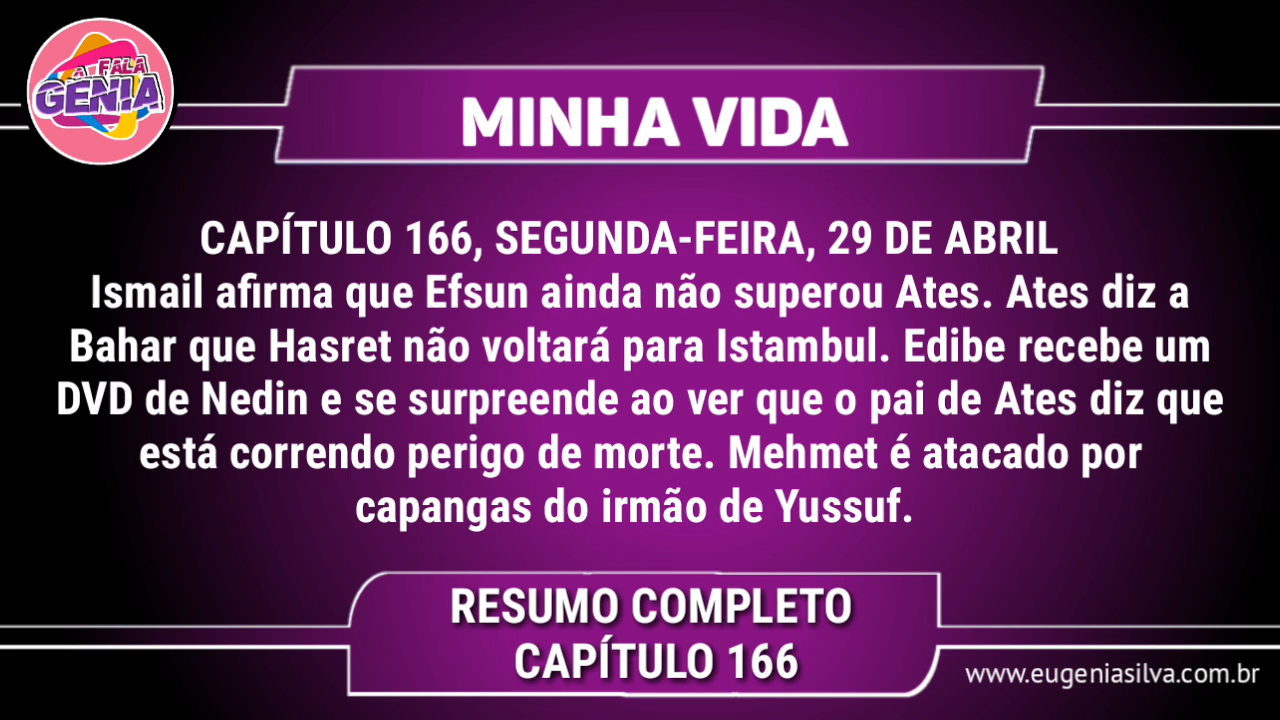 A FALA
GENIA
MINHA VIDA
CAPÍTULO 166, SEGUNDA-FEIRA, 29 DE ABRIL
Ismail afirma que Efsun ainda não superou Ates. Ates diz a
Bahar que Hasret não voltará para Istambul. Edibe recebe um
DVD de Nedin e se surpreende ao ver que o pai de Ates diz que
está correndo perigo de morte. Mehmet é atacado por
capangas do irmão de Yussuf.
RESUMO COMPLETO
CAPÍTULO 166
www.eugeniasilva.com.br